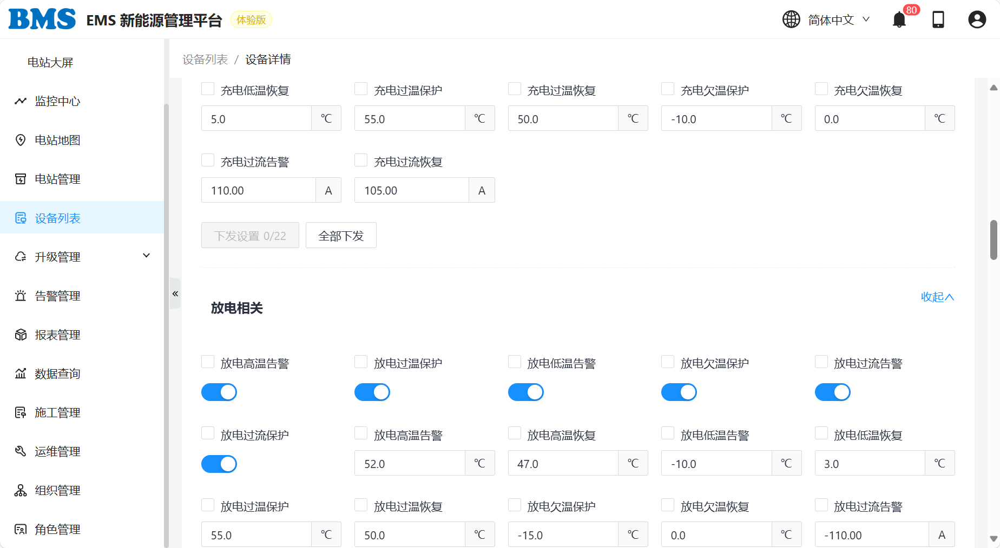 BMS EMS 新能源管理平台 体验版 简体中文 80
电站大屏
监控中心
电站地图
电站管理
设备列表
升级管理
告警管理
报表管理
数据查询
施工管理
运维管理
组织管理
角色管理
«
设备列表 / 设备详情
充电低温恢复 充电过温保护 充电过温恢复 充电欠温保护 充电欠温恢复
5.0 ℃ 55.0 ℃ 50.0 ℃ -10.0 ℃ 0.0 ℃
充电过流告警 充电过流恢复
110.00 A 105.00 A
下发设置 0/22 全部下发
收起
放电相关
放电高温告警 放电过温保护 放电低温告警 放电欠温保护 放电过流告警
放电过流保护 放电高温告警 放电高温恢复 放电低温告警 放电低温恢复
52.0 ℃ 47.0 ℃ -10.0 ℃ 3.0 ℃
放电过温保护 放电过温恢复 放电欠温保护 放电欠温恢复 放电过流告警
55.0 ℃ 50.0 ℃ -15.0 ℃ 0.0 ℃ -110.00 A